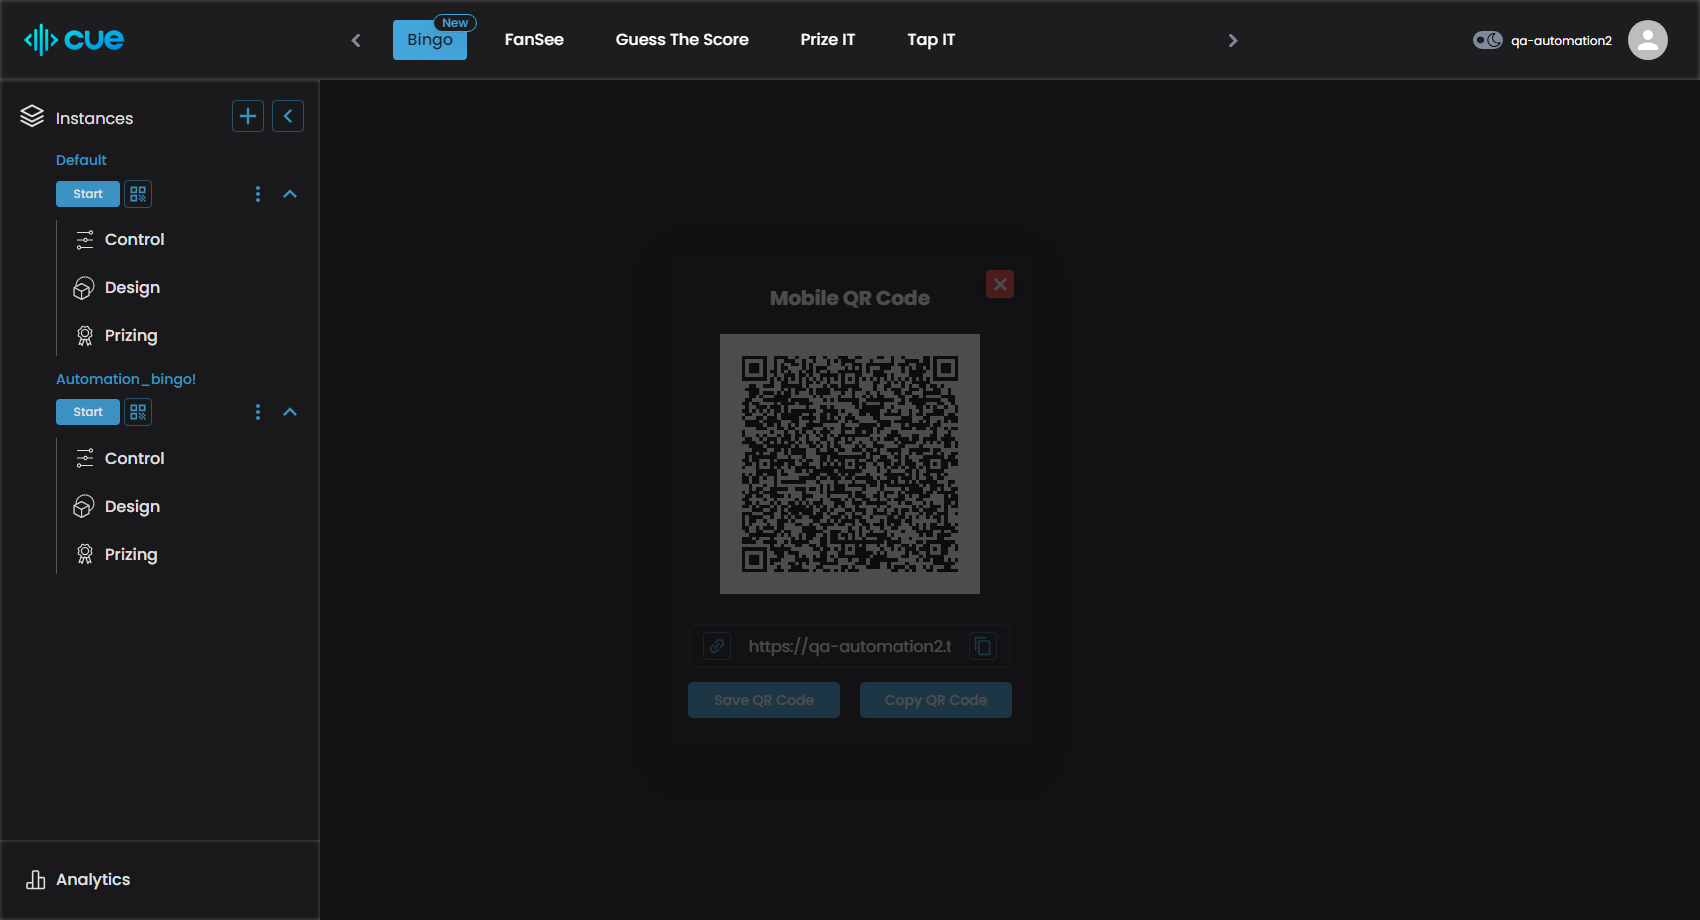 cue
Bingo
New
FanSee
Guess The Score
Prize IT
Tap IT
qa-automation2
Instances
Default
Start
Control
Design
Prizing
Automation_bingo!
Start
Control
Design
Prizing
Analytics
Mobile QR Code
https://qa-automation2.t
Save QR Code
Copy QR Code